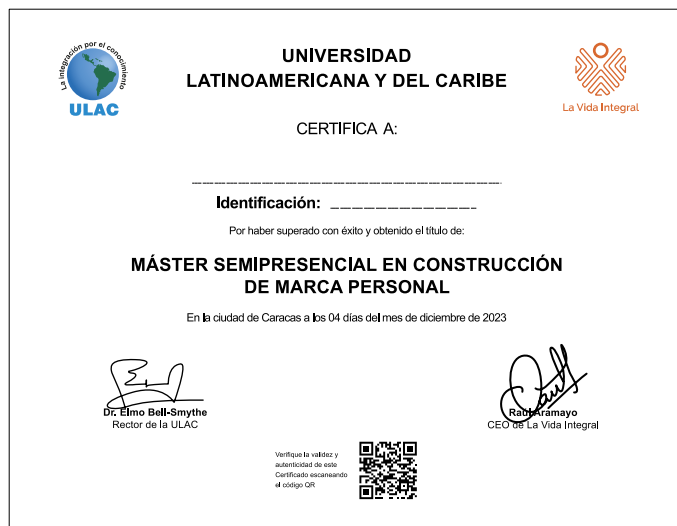 La integración por el conocimiento
ULAC
UNIVERSIDAD
LATINOAMERICANA Y DEL CARIBE
La Vida Integral
CERTIFICA A:
Identificación:
Por haber superado con éxito y obtenido el título de:
MÁSTER SEMIPRESENCIAL EN CONSTRUCCIÓN
DE MARCA PERSONAL
En la ciudad de Caracas a los 04 días del mes de diciembre de 2023
Dr. Elmo Bell-Smythe
Rector de la ULAC
Raúl Aramayo
CEO de La Vida Integral
Verifique la validez y
autenticidad de este
Certificado escaneando
el código QR